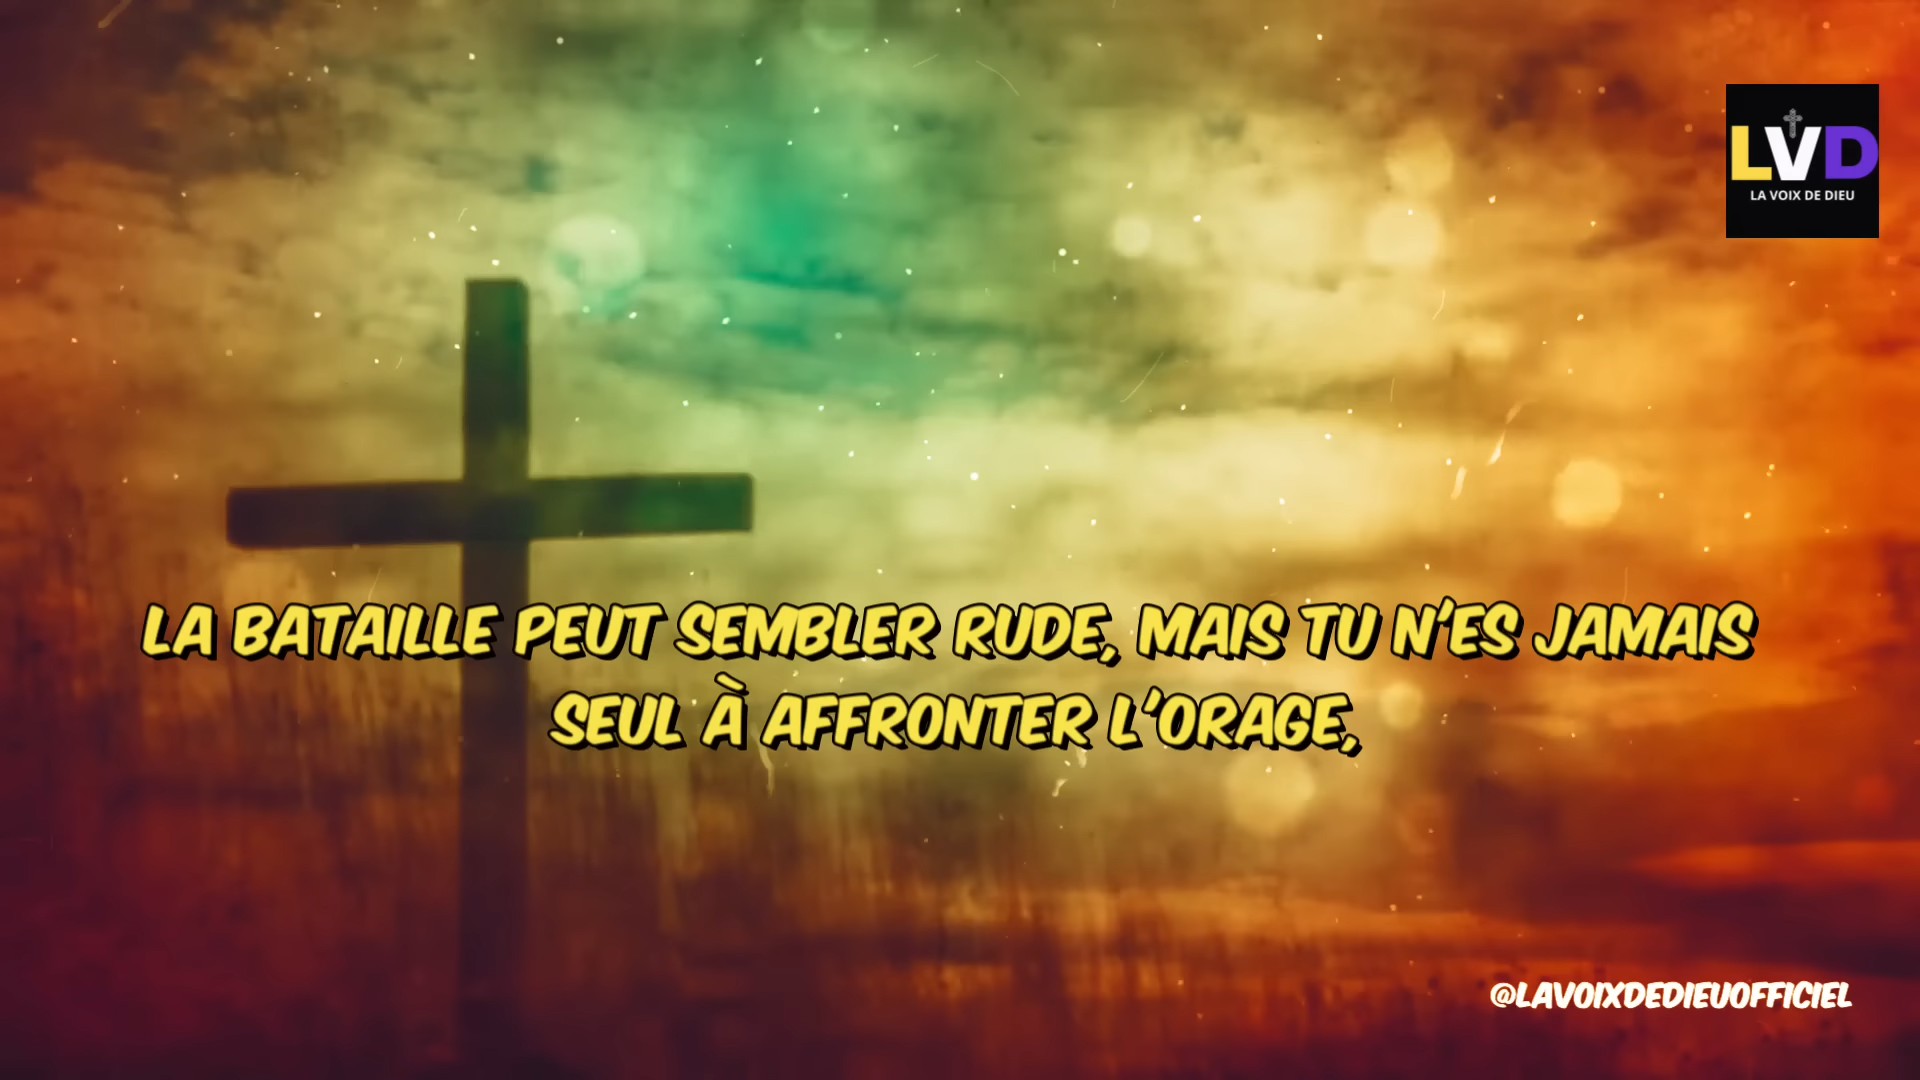 LVD
LA VOIX DE DIEU
LA BATAILLE PEUT SEMBLER RUDE, MAIS TU N'ES JAMAIS
SEUL À AFFRONTER L'ORAGE,
@LAVOIXDEDIEUOFFICIEL